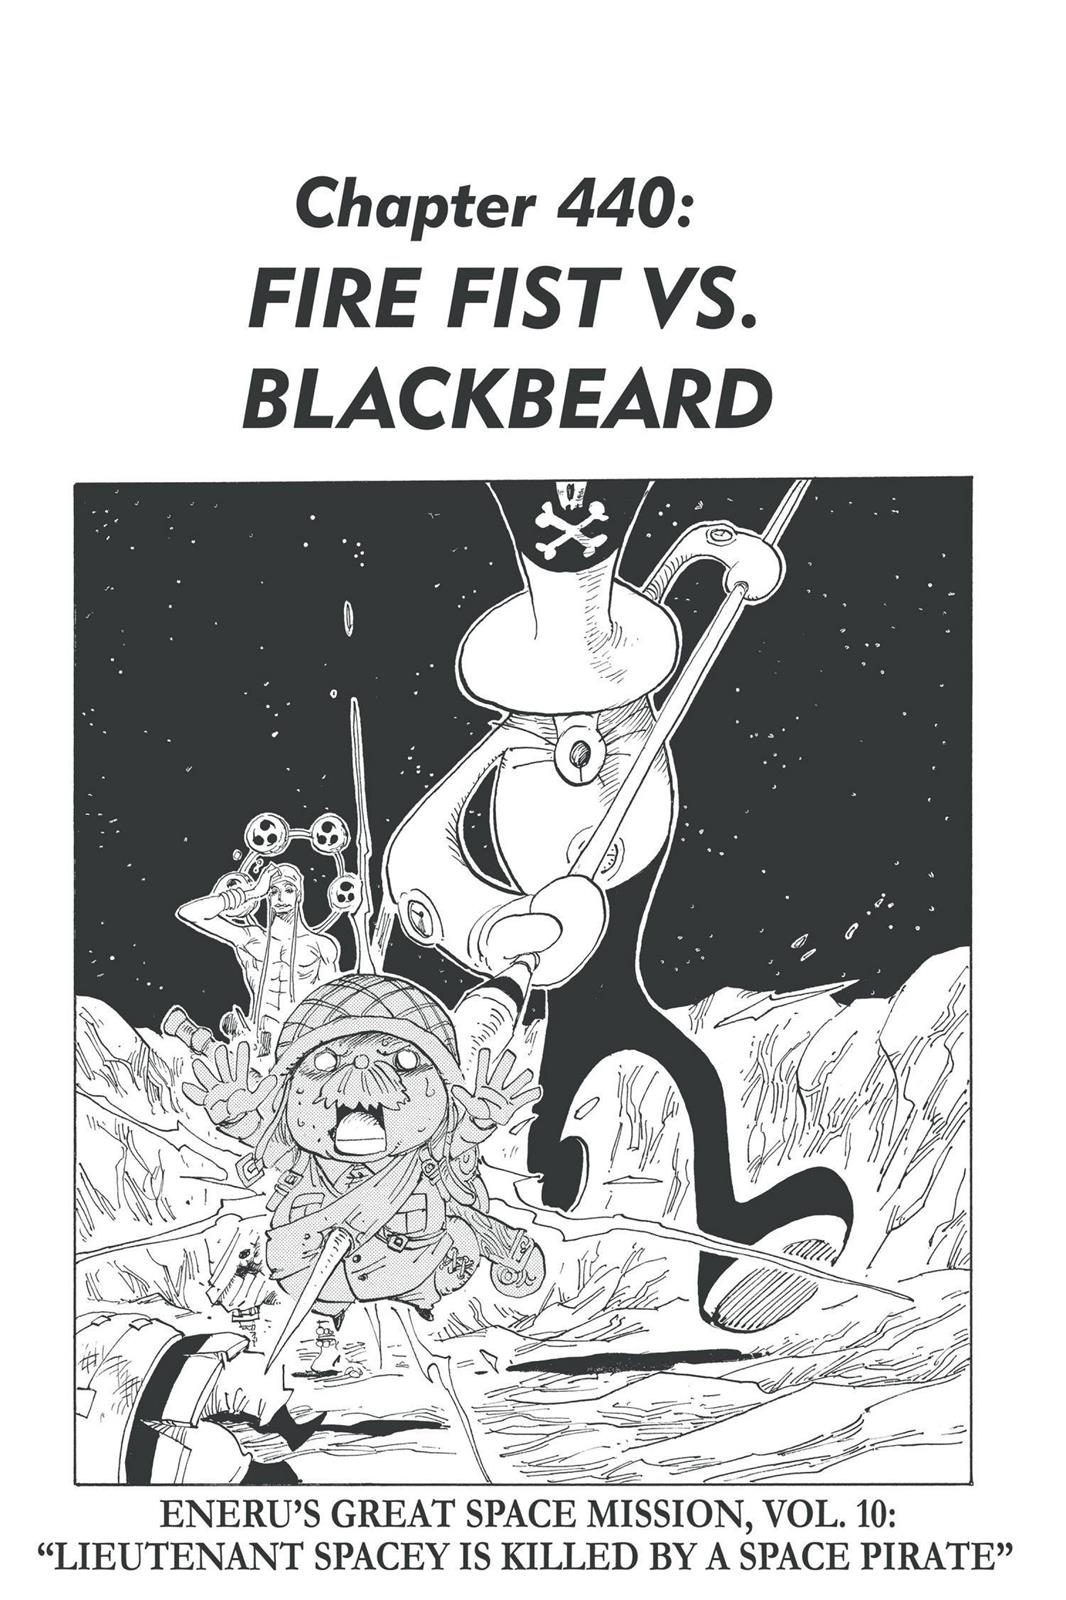 Chapter 440:
FIRE FIST VS.
BLACKBEARD
ENERU'S GREAT SPACE MISSION, VOL. 10:
“LIEUTENANT SPACEY IS KILLED BY A SPACE PIRATE”